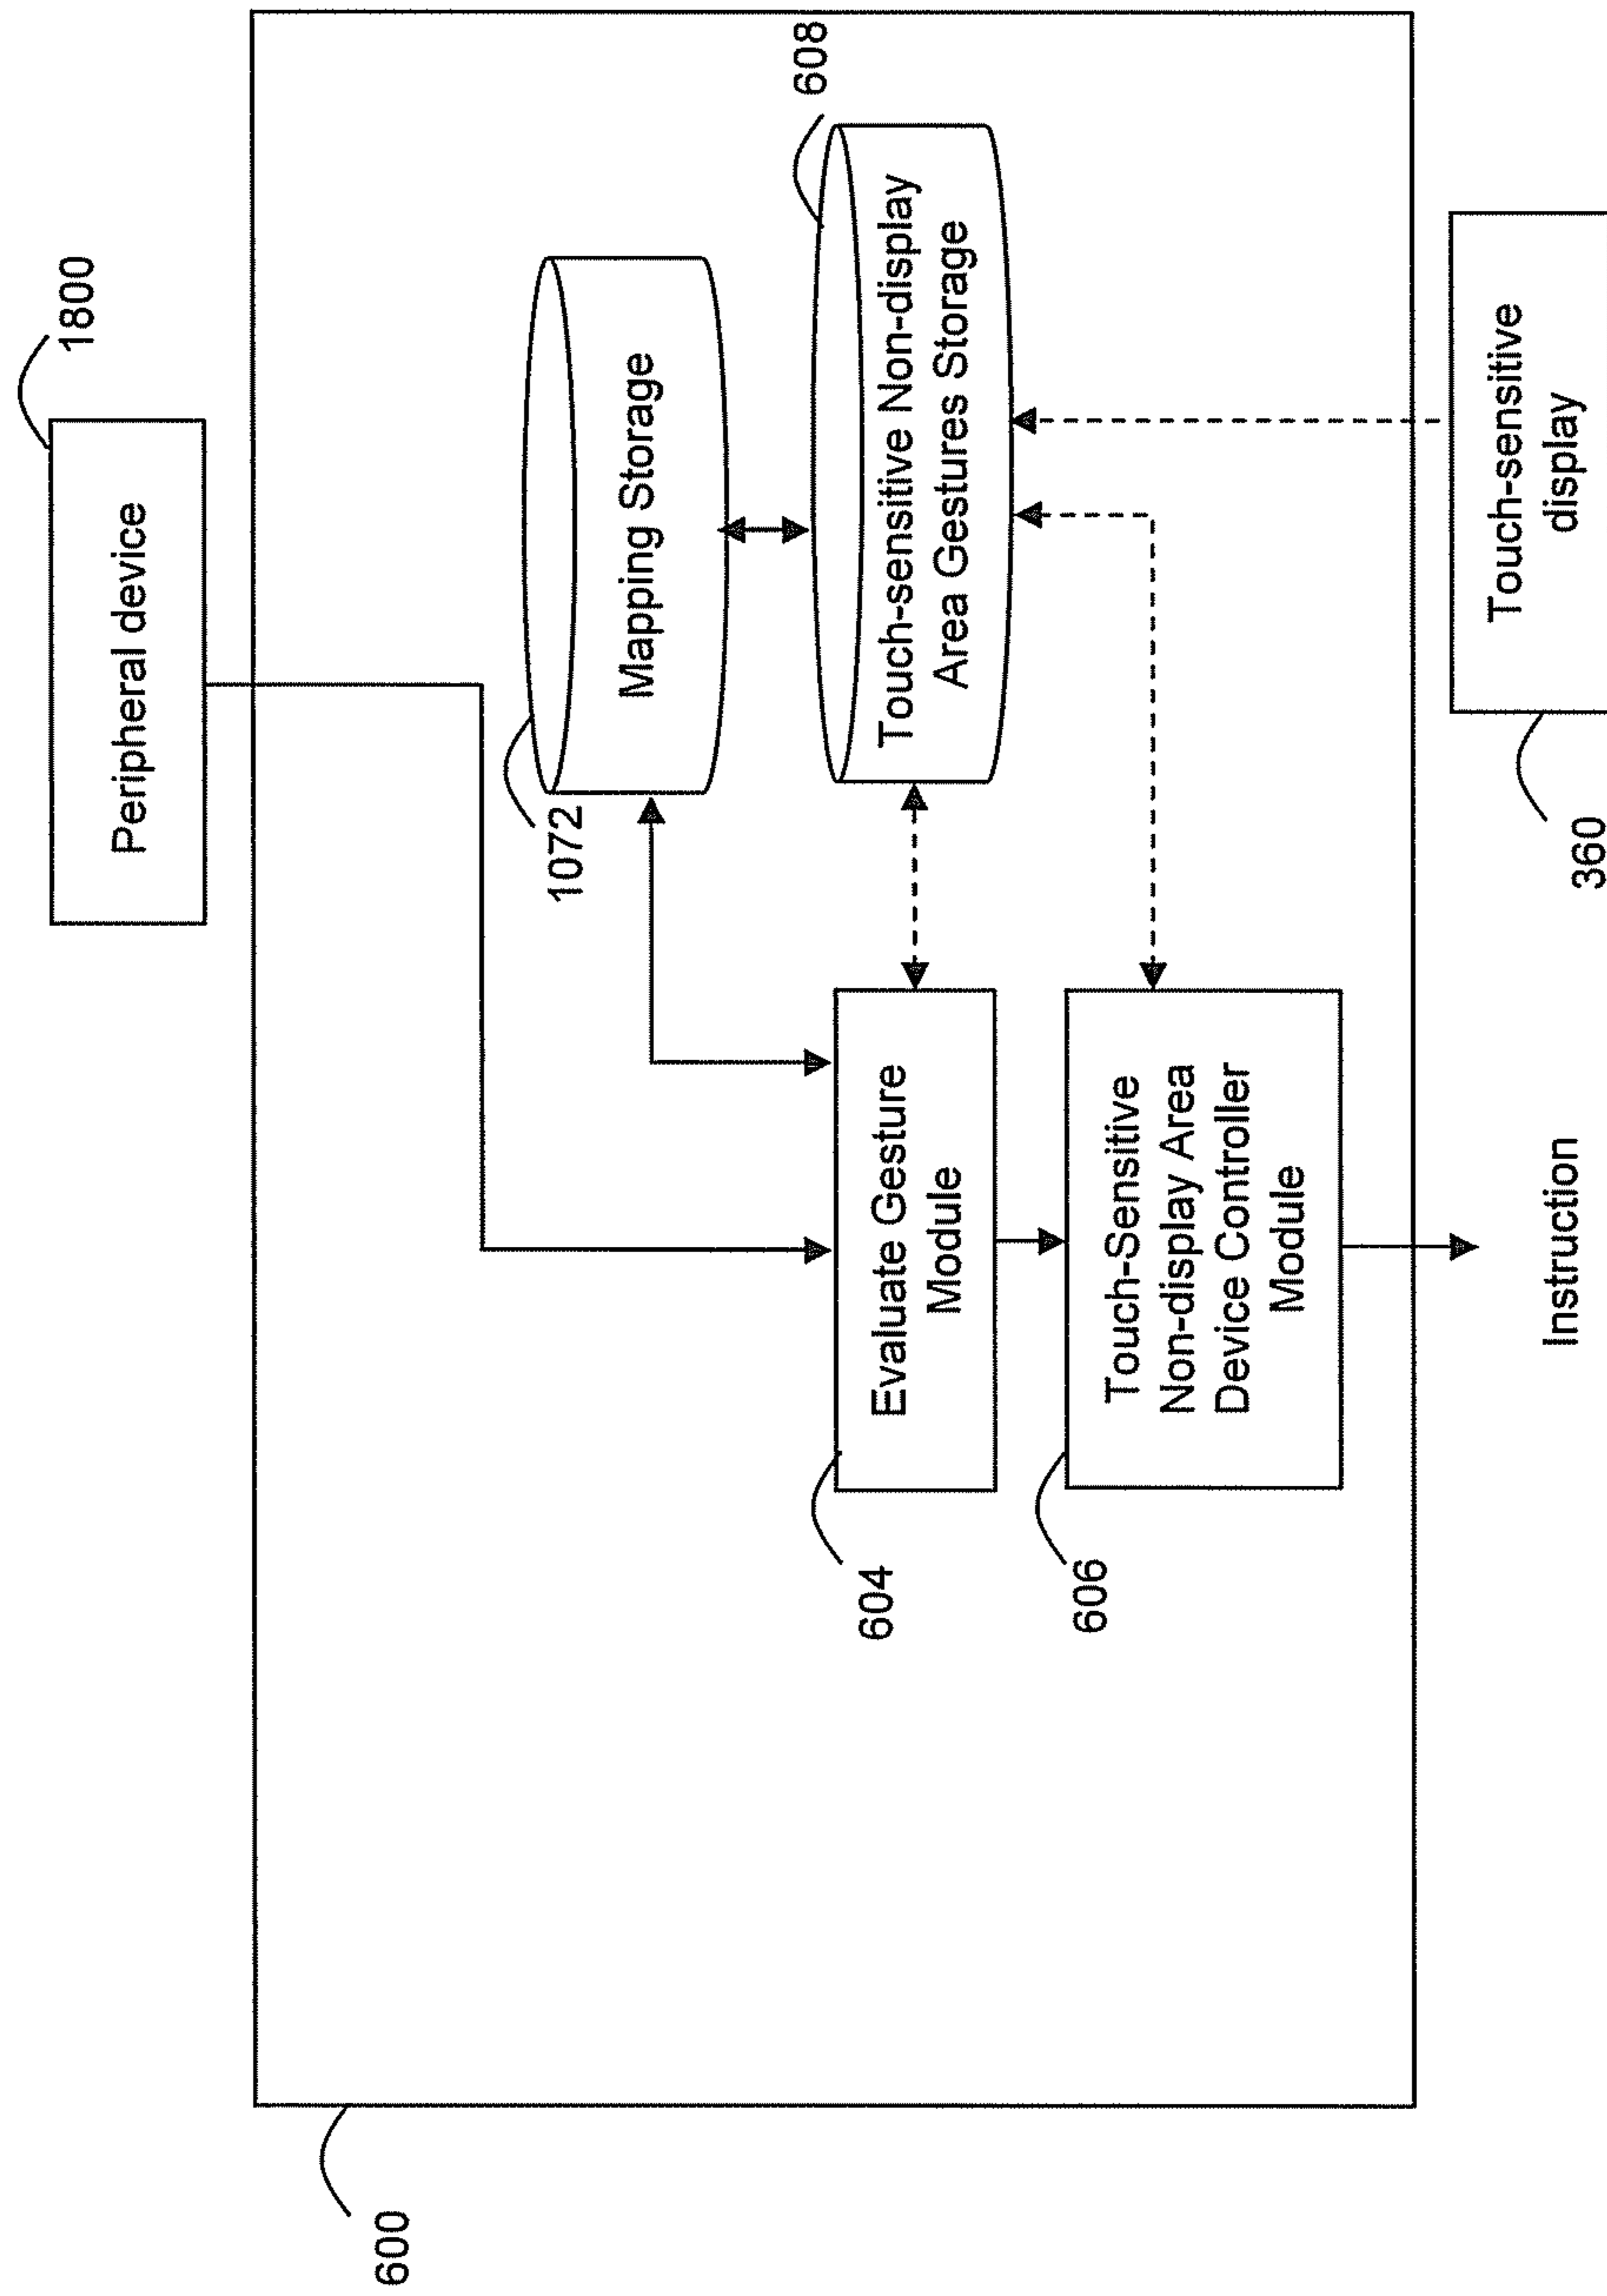 1800
Peripheral device
600
1072
Mapping Storage
608
Touch-sensitive Non-display
Area Gestures Storage
604
Evaluate Gesture
Module
606
Touch-Sensitive
Non-display Area
Device Controller
Module
360
Touch-sensitive
display
Instruction